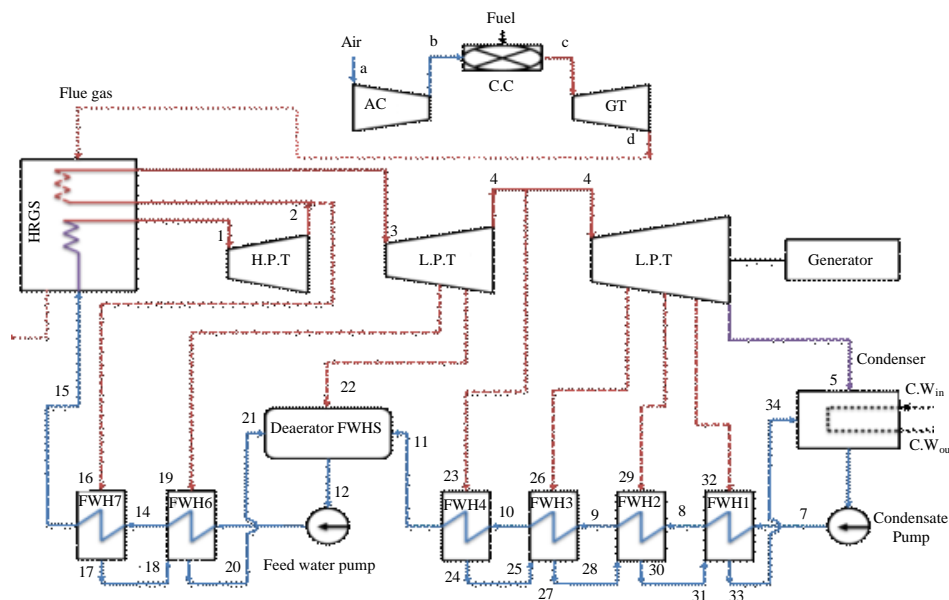 Fuel
Air
b
c
a
C.C
AC
GT
Flue gas
d
4
4
HRGS
2
1
3
H.P.T
L.P.T
L.P.T
Generator
Condenser
22
5
15
34
C.W_in
21
Deaerator FWHS
11
C.W_ou
12
16
19
23
26
29
32
FWH7
FWH6
FWH4
FWH3
FWH2
FWH1
14
10
9
8
7
Condensate
Pump
17
18
20
Feed water pump
24
25
28
30
33
27
31